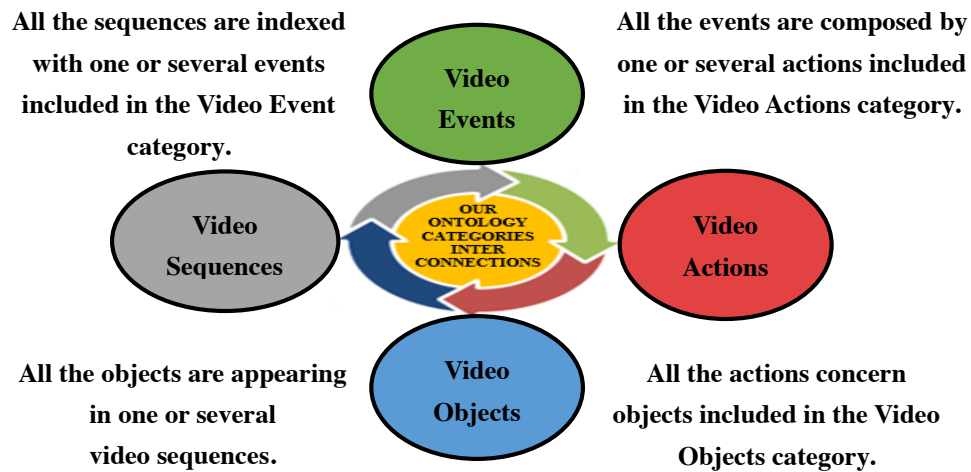 All the sequences are indexed
with one or several events
included in the Video Event
category.
Video
Events
All the events are composed by
one or several actions included
in the Video Actions category.
Video
Sequences
OUR
ONTOLOGY
CATEGORIES
INTER
CONNECTIONS
Video
Actions
All the objects are appearing
in one or several
video sequences.
Video
Objects
All the actions concern
objects included in the Video
Objects category.